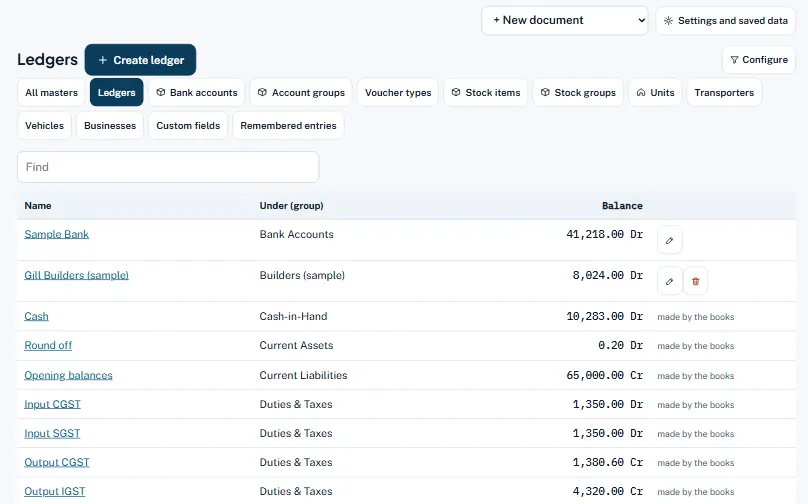 + New document
Settings and saved data
Ledgers
+ Create ledger
Configure
All masters
Ledgers
Bank accounts
Account groups
Voucher types
Stock items
Stock groups
Units
Transporters
Vehicles
Businesses
Custom fields
Remembered entries
Find
Name Under (group) Balance
Sample Bank Bank Accounts 41,218.00 Dr
Gill Builders (sample) Builders (sample) 8,024.00 Dr
Cash Cash-in-Hand 10,283.00 Dr made by the books
Round off Current Assets 0.20 Dr made by the books
Opening balances Current Liabilities 65,000.00 Cr made by the books
Input CGST Duties & Taxes 1,350.00 Dr made by the books
Input SGST Duties & Taxes 1,350.00 Dr made by the books
Output CGST Duties & Taxes 1,380.60 Cr made by the books
Output IGST Duties & Taxes 4,320.00 Cr made by the books